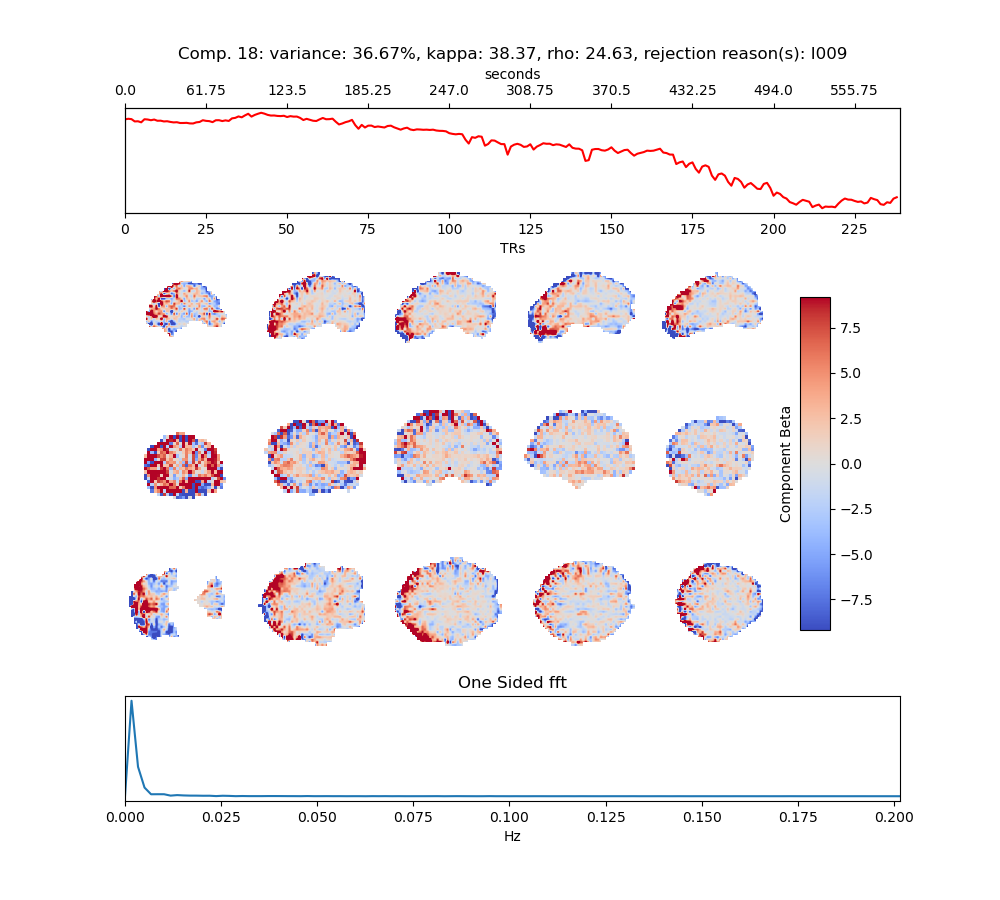 Comp. 18: variance: 36.67%, kappa: 38.37, rho: 24.63, rejection reason(s): I009
seconds
0.0 61.75 123.5 185.25 247.0 308.75 370.5 432.25 494.0 555.75
0 25 50 75 100 125 150 175 200 225
TRs
7.5
5.0
2.5
0.0
−2.5
−5.0
−7.5
Component Beta
One Sided fft
0.000 0.025 0.050 0.075 0.100 0.125 0.150 0.175 0.200
Hz